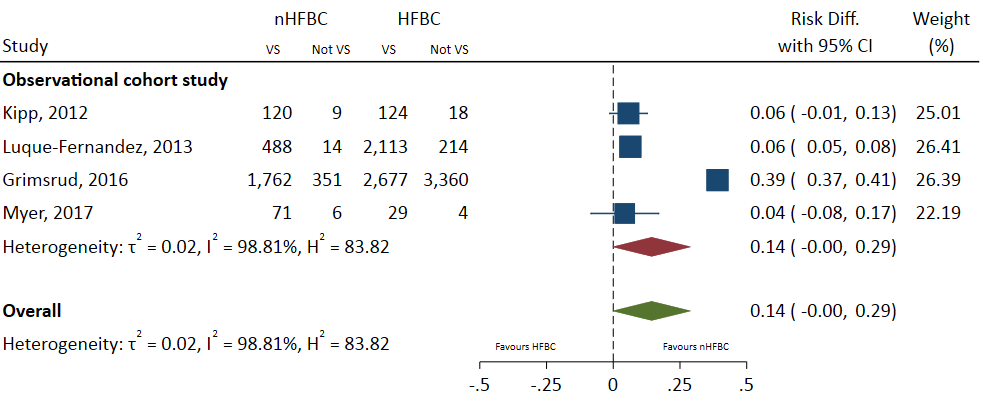 nHFBC HFBC Risk Diff. Weight
Study VS Not VS VS Not VS with 95% CI (%)
Observational cohort study
Kipp, 2012 120 9 124 18 0.06 ( -0.01, 0.13) 25.01
Luque-Fernandez, 2013 488 14 2,113 214 0.06 ( 0.05, 0.08) 26.41
Grimsrud, 2016 1,762 351 2,677 3,360 0.39 ( 0.37, 0.41) 26.39
Myer, 2017 71 6 29 4 0.04 ( -0.08, 0.17) 22.19
Heterogeneity: τ² = 0.02, I² = 98.81%, H² = 83.82 0.14 ( -0.00, 0.29)
Overall 0.14 ( -0.00, 0.29)
Heterogeneity: τ² = 0.02, I² = 98.81%, H² = 83.82
Favours HFBC Favours nHFBC
-.5 -.25 0 .25 .5